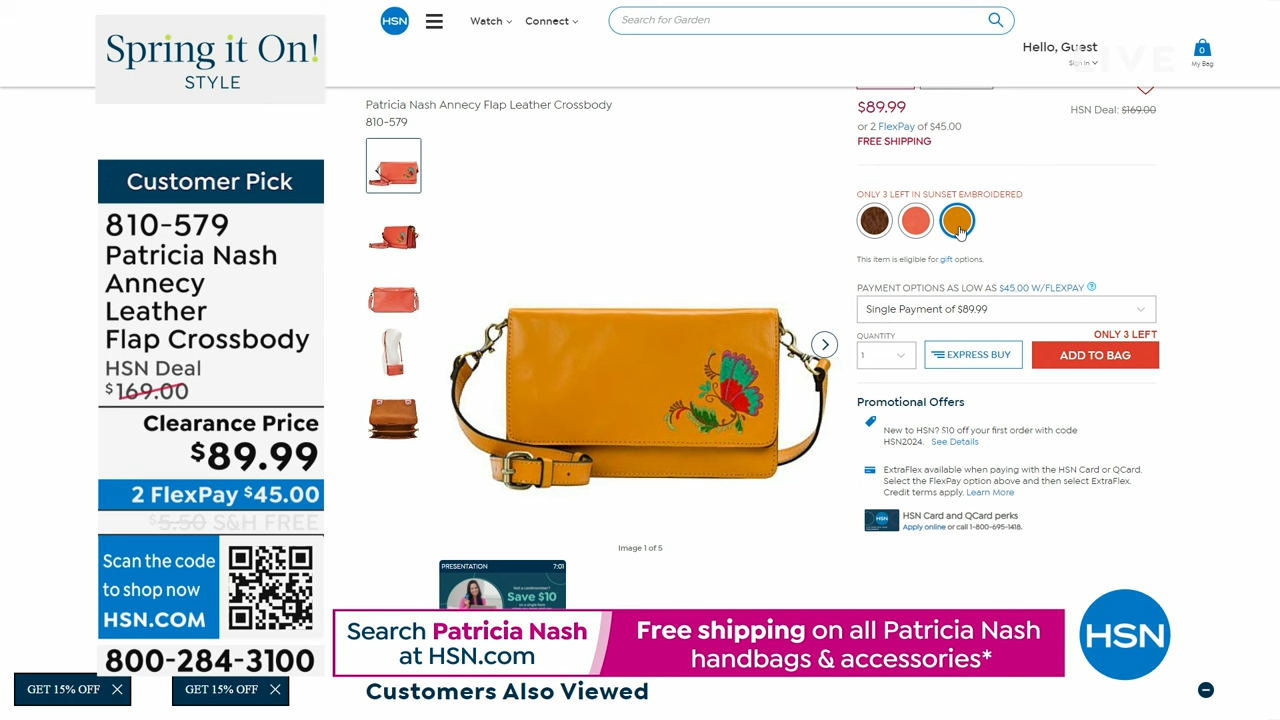 Spring it On!
STYLE
Customer Pick
810-579
Patricia Nash
Annecy
Leather
Flap Crossbody
HSN Deal
$169.00
Clearance Price
$89.99
2 FlexPay $45.00
$5.50 S&H FREE
Scan the code
to shop now
HSN.COM
800-284-3100
GET 15% OFF
GET 15% OFF
HSN
Watch
Connect
Search for Garden
Hello, Guest
Sign In
LIVE
0
My Bag
Patricia Nash Annecy Flap Leather Crossbody
810-579
$89.99
HSN Deal: $169.00
or 2 FlexPay of $45.00
FREE SHIPPING
ONLY 3 LEFT IN SUNSET EMBROIDERED
This item is eligible for gift options.
PAYMENT OPTIONS AS LOW AS $45.00 W/FLEXPAY ?
Single Payment of $89.99
ONLY 3 LEFT
QUANTITY
1
EXPRESS BUY
ADD TO BAG
Promotional Offers
New to HSN? $10 off your first order with code
HSN2024. See Details
ExtraFlex available when paying with the HSN Card or QCard.
Select the FlexPay option above and then select ExtraFlex.
Credit terms apply. Learn More
HSN
HSN Card and QCard perks
Apply online or call 1-800-695-1418.
Image 1 of 5
PRESENTATION 7:01
Save $10
Search Patricia Nash
at HSN.com
Free shipping on all Patricia Nash
handbags & accessories*
HSN
Customers Also Viewed